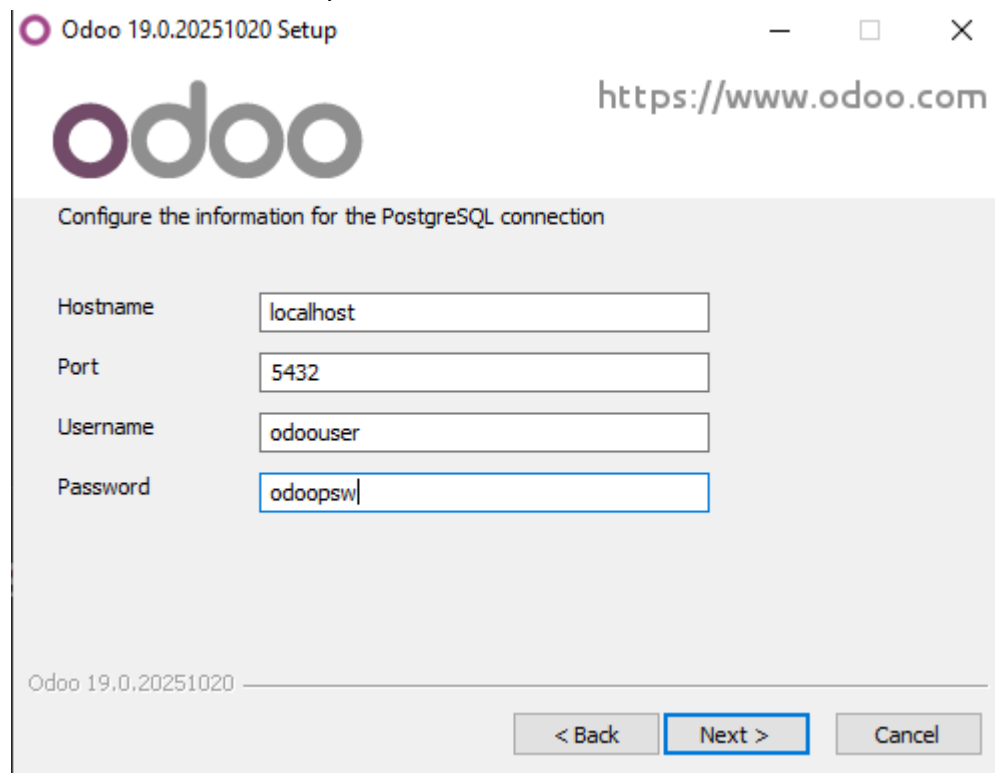 Odoo 19.0.20251020 Setup
odoo
https://www.odoo.com
Configure the information for the PostgreSQL connection
Hostname
localhost
Port
5432
Username
odoouser
Password
odoopsw
Odoo 19.0.20251020
< Back
Next >
Cancel